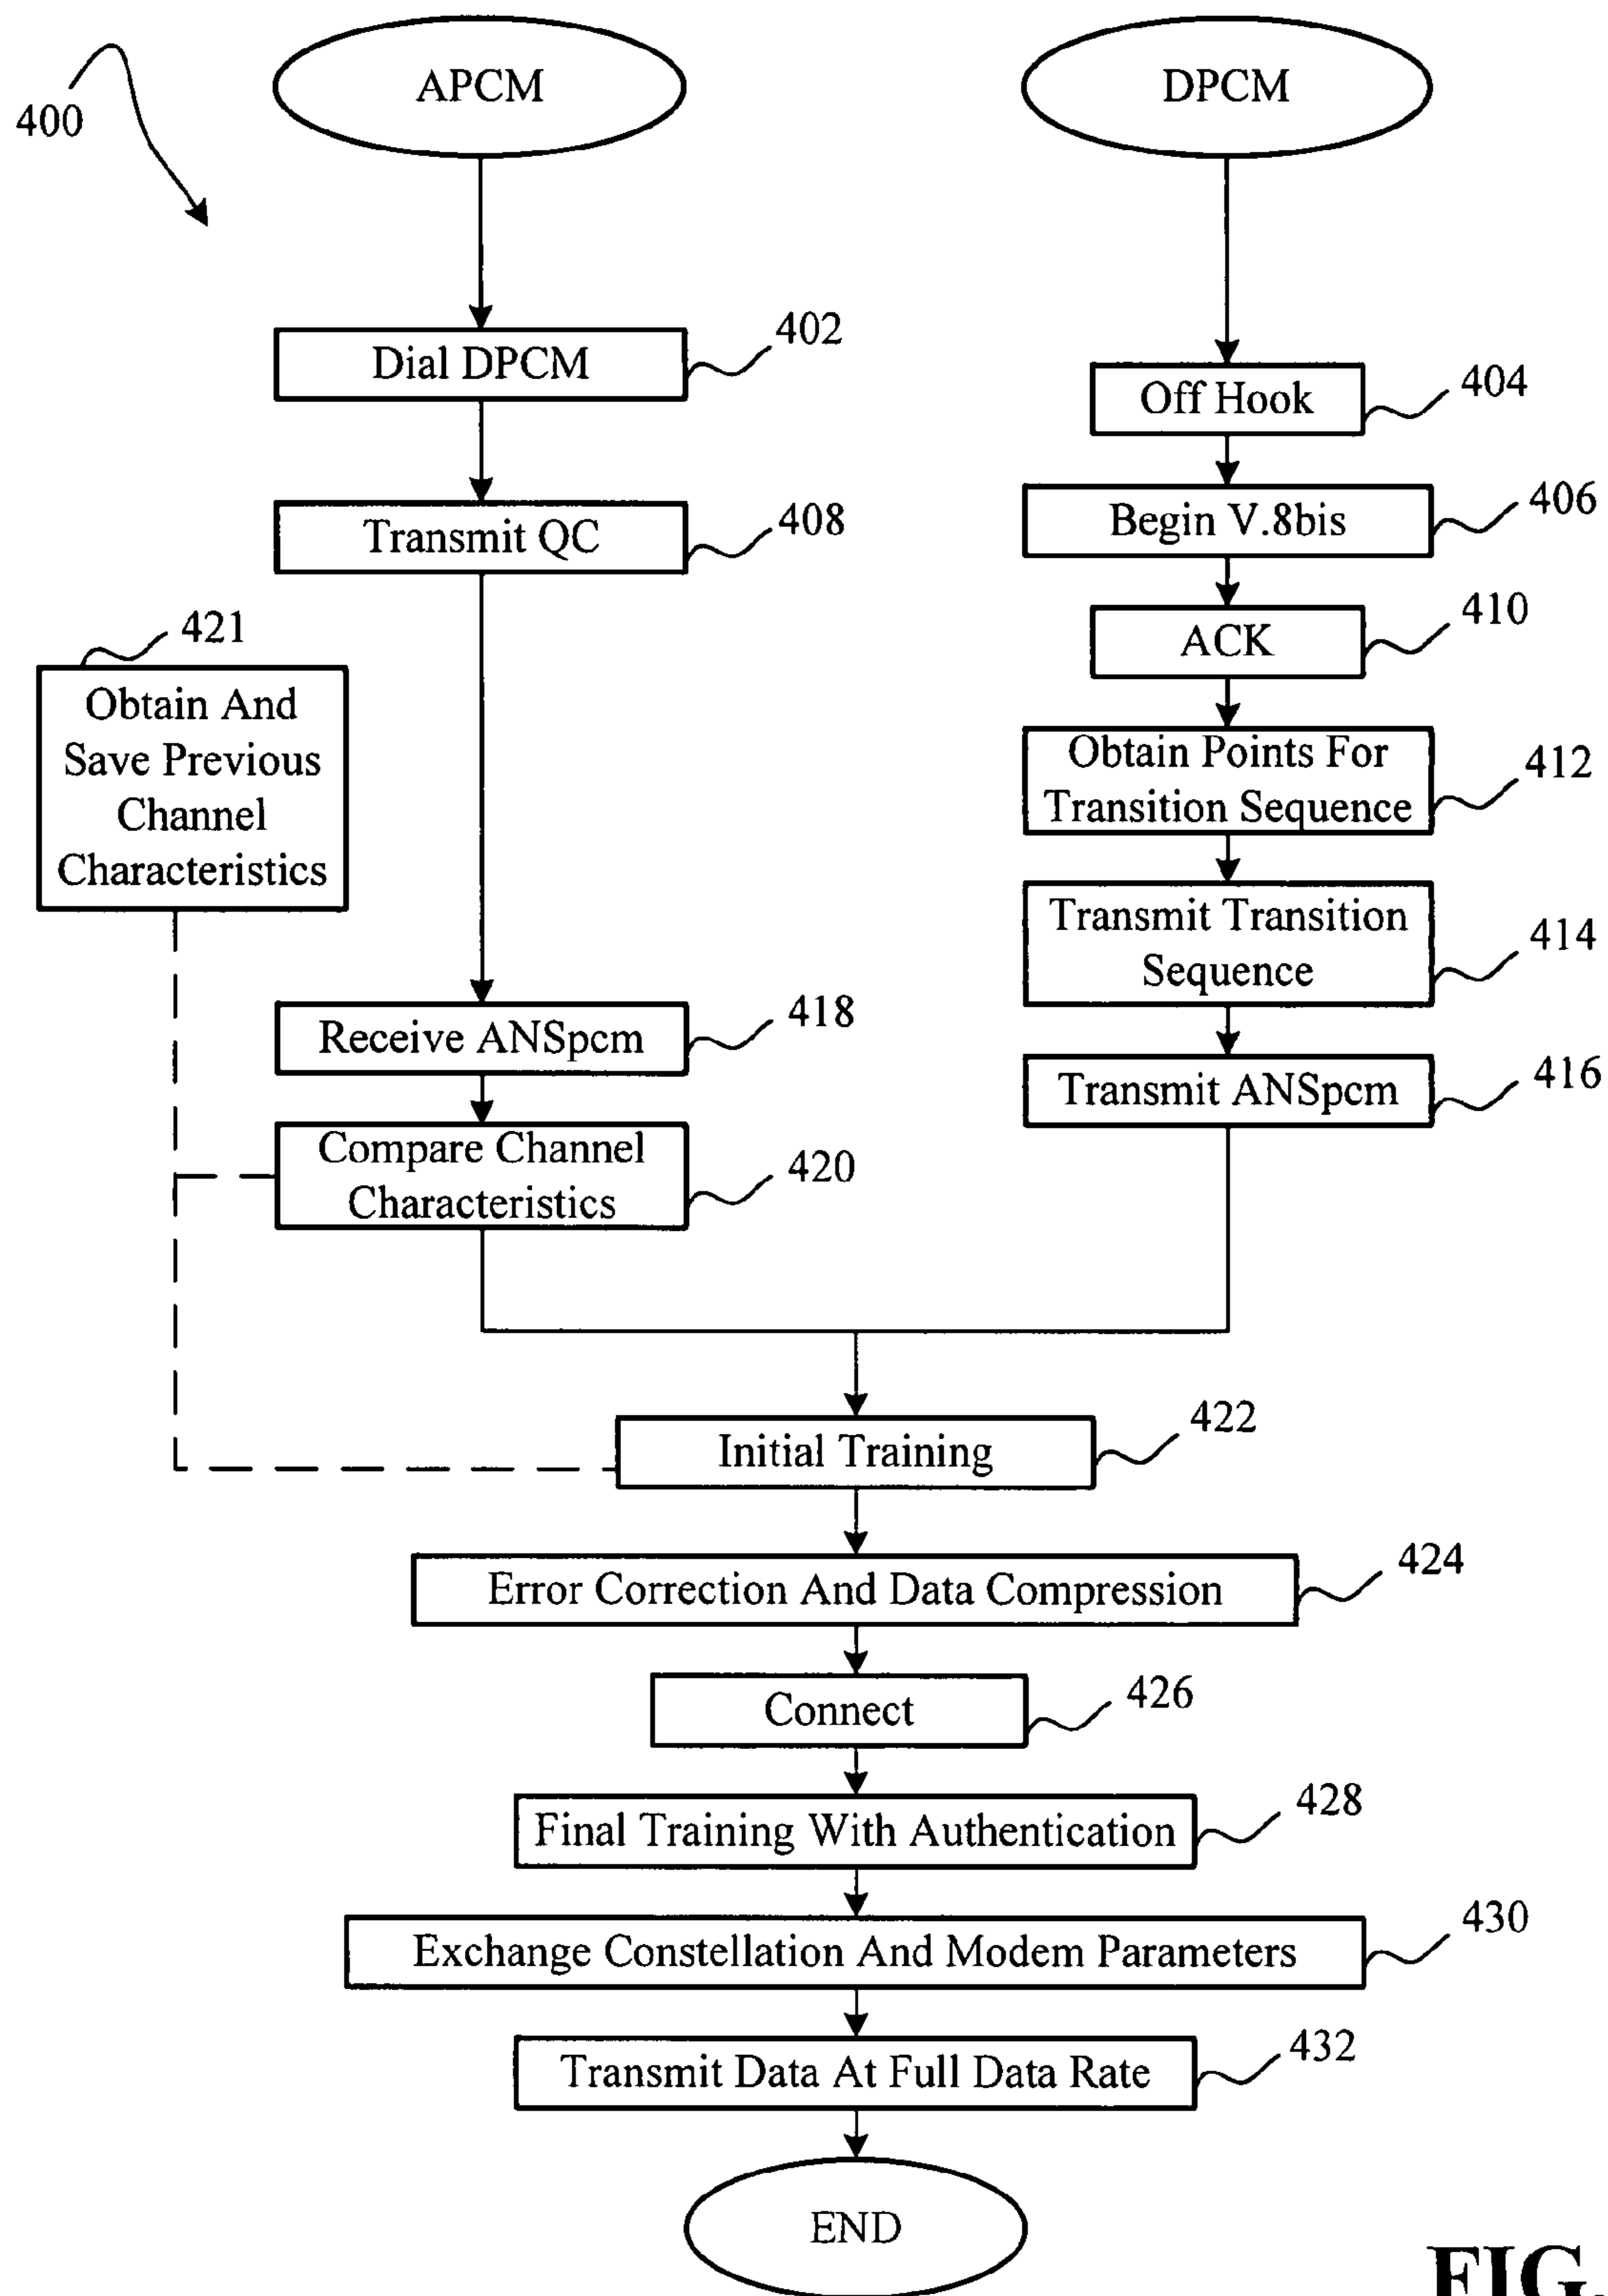 APCM
DPCM
400
Dial DPCM
402
Off Hook
404
Transmit QC
408
Begin V.8bis
406
ACK
410
421
Obtain And
Save Previous
Channel
Characteristics
Obtain Points For
Transition Sequence
412
Transmit Transition
Sequence
414
Receive ANSpcm
418
Transmit ANSpcm
416
Compare Channel
Characteristics
420
Initial Training
422
Error Correction And Data Compression
424
Connect
426
Final Training With Authentication
428
Exchange Constellation And Modem Parameters
430
Transmit Data At Full Data Rate
432
END
FIG.